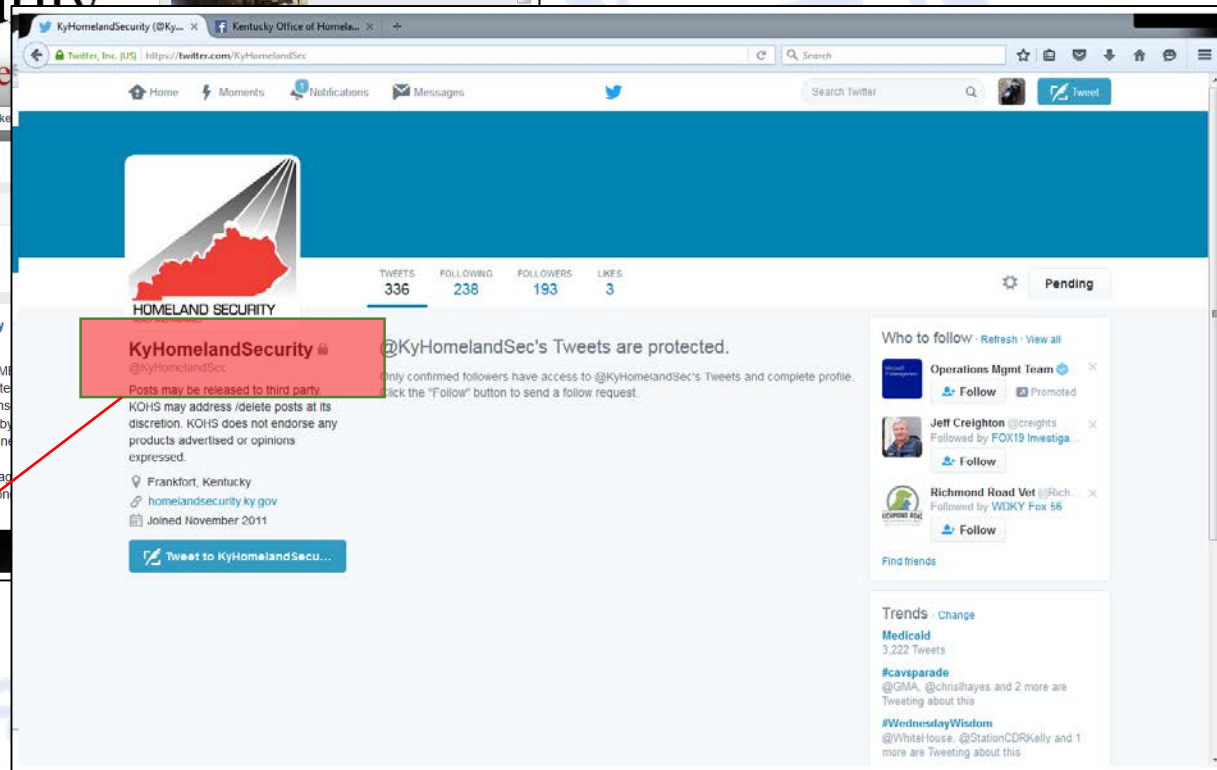 KyHomelandSecurity (@Ky...
Kentucky Office of Homela...
Twitter, Inc. (US)
https://twitter.com/KyHomelandSec
Search
Home
Moments
1
Notifications
Messages
Search Twitter
Tweet
HOMELAND SECURITY
TWEETS
336
FOLLOWING
238
FOLLOWERS
193
LIKES
3
Pending
KyHomelandSecurity
@KyHomelandSec
Posts may be released to third party.
KOHS may address /delete posts at its
discretion. KOHS does not endorse any
products advertised or opinions
expressed.
Frankfort, Kentucky
homelandsecurity.ky.gov
Joined November 2011
Tweet to KyHomelandSecu...
@KyHomelandSec's Tweets are protected.
Only confirmed followers have access to @KyHomelandSec's Tweets and complete profile.
Click the "Follow" button to send a follow request.
Who to follow · Refresh · View all
Operations Mgmt Team
Follow
Promoted
Jeff Creighton @creights
Followed by FOX19 Investiga...
Follow
Richmond Road Vet @Rich...
Followed by WDKY Fox 56
Follow
Find friends
Trends · Change
Medicaid
3,222 Tweets
#cavsparade
@GMA, @chrislhayes and 2 more are
Tweeting about this
#WednesdayWisdom
@WhiteHouse, @StationCDRKelly and 1
more are Tweeting about this